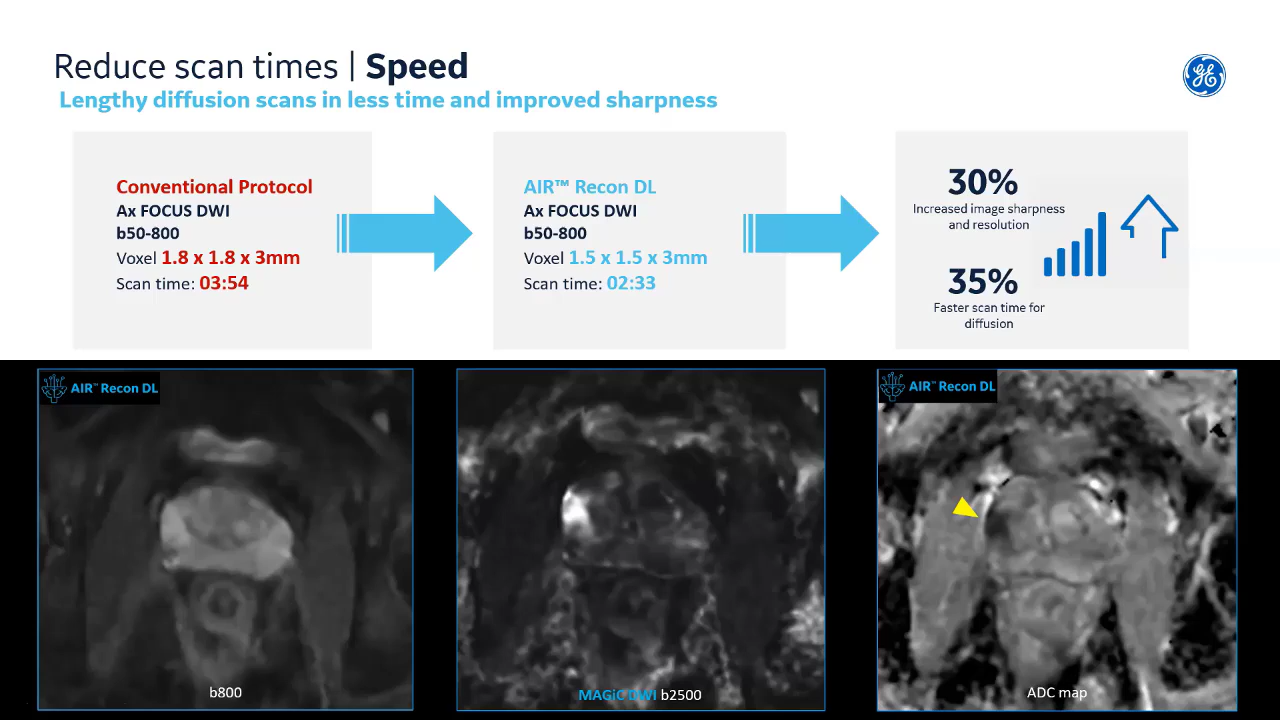 Reduce scan times | Speed
Lengthy diffusion scans in less time and improved sharpness
Conventional Protocol
Ax FOCUS DWI
b50-800
Voxel 1.8 x 1.8 x 3mm
Scan time: 03:54
AIR™ Recon DL
Ax FOCUS DWI
b50-800
Voxel 1.5 x 1.5 x 3mm
Scan time: 02:33
30%
Increased image sharpness
and resolution
35%
Faster scan time for
diffusion
AIR™ Recon DL
b800
MAGiC DWI b2500
AIR™ Recon DL
ADC map